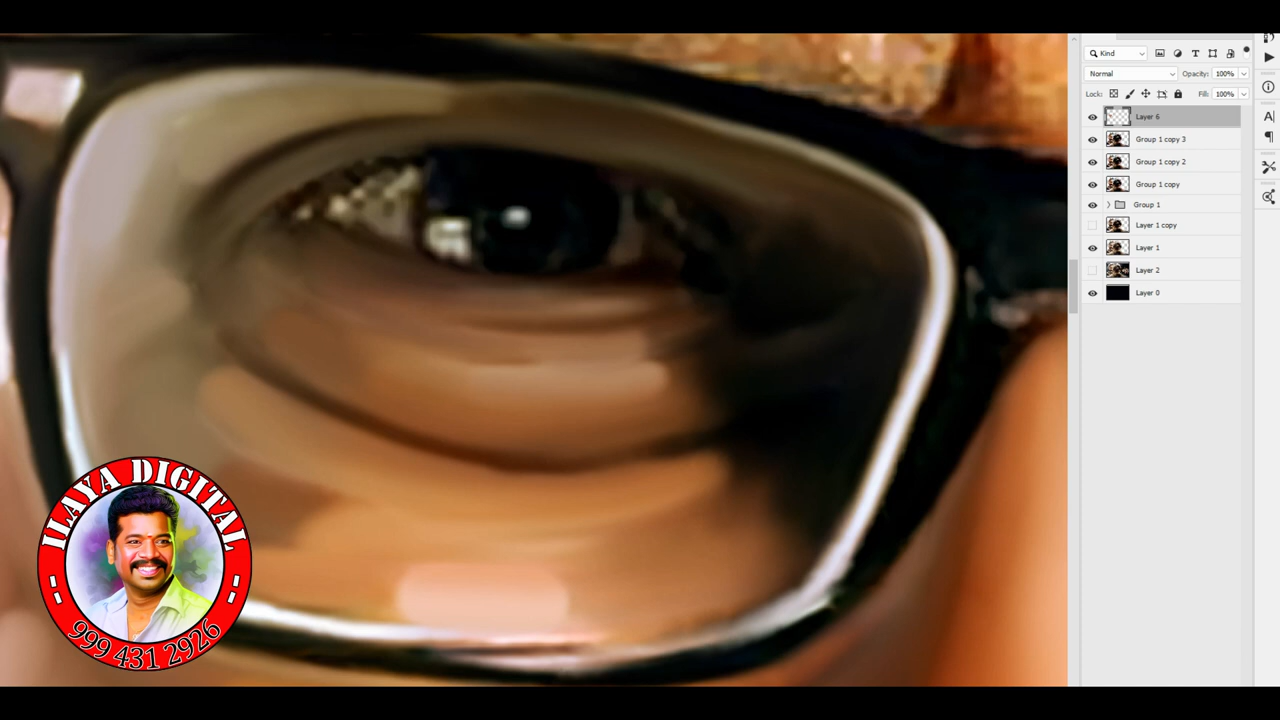 Kind
Normal
Opacity: 100%
Lock:
Fill: 100%
Layer 6
Group 1 copy 3
Group 1 copy 2
Group 1 copy
Group 1
Layer 1 copy
Layer 1
Layer 2
Layer 0
ILAYA DIGITAL
999 431 2926